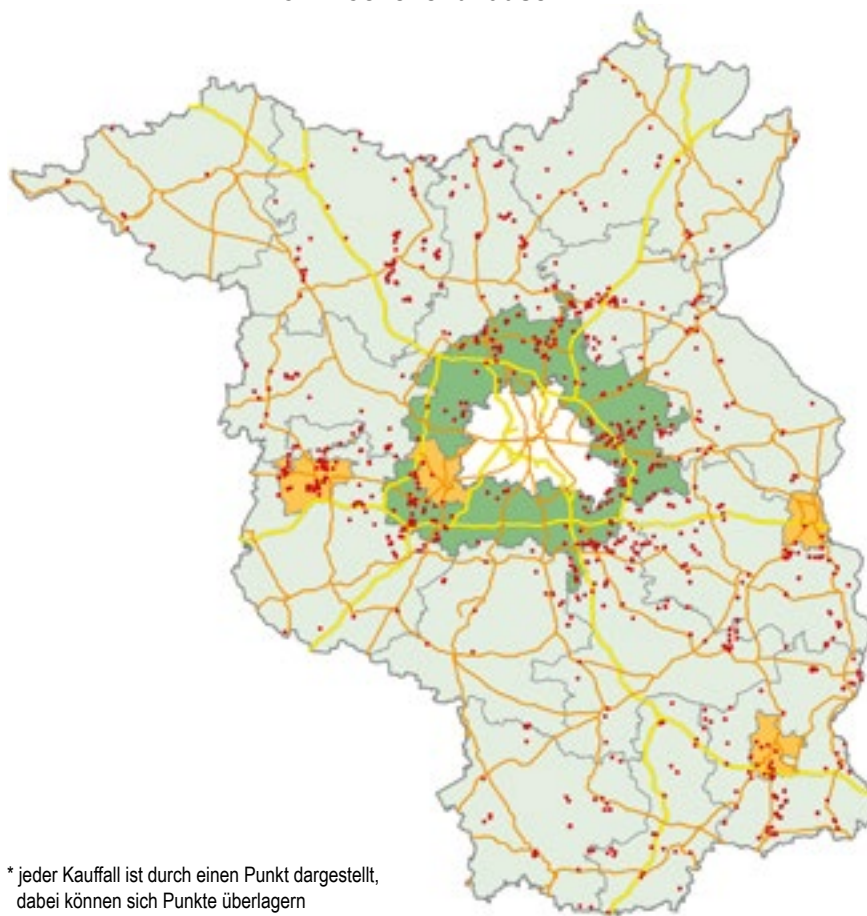 * jeder Kauffall ist durch einen Punkt dargestellt,
dabei können sich Punkte überlagern